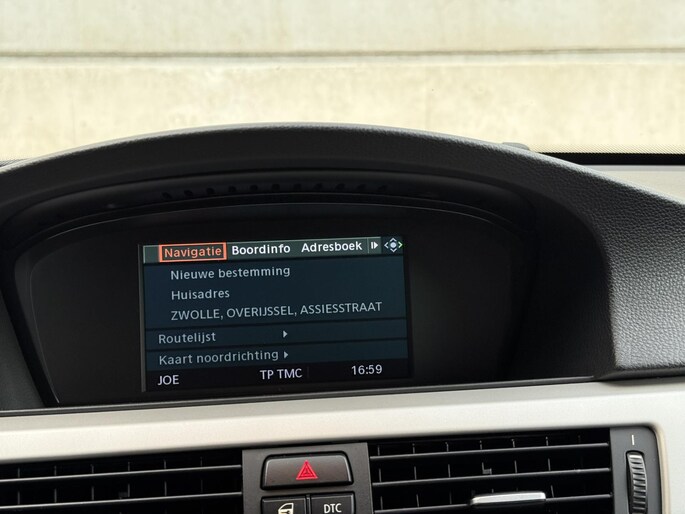 Navigatie Boordinfo Adresboek
Nieuwe bestemming
Huisadres
ZWOLLE, OVERIJSSEL, ASSIESSTRAAT
Routelijst
Kaart noordrichting
JOE TP TMC 16:59
DTC